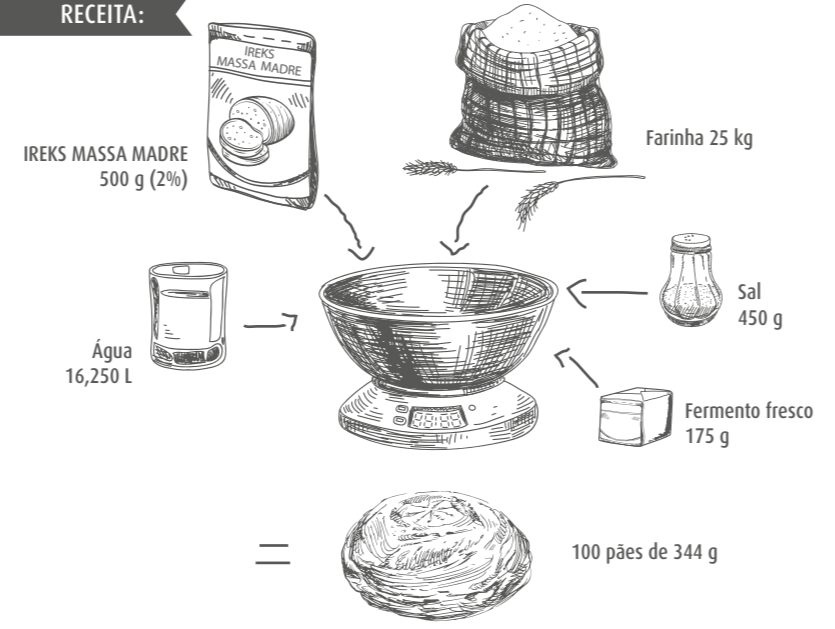 RECEITA:
IREKS
MASSA MADRE
IREKS MASSA MADRE
500 g (2%)
Farinha 25 kg
Sal
450 g
Água
16,250 L
Fermento fresco
175 g
100 pães de 344 g